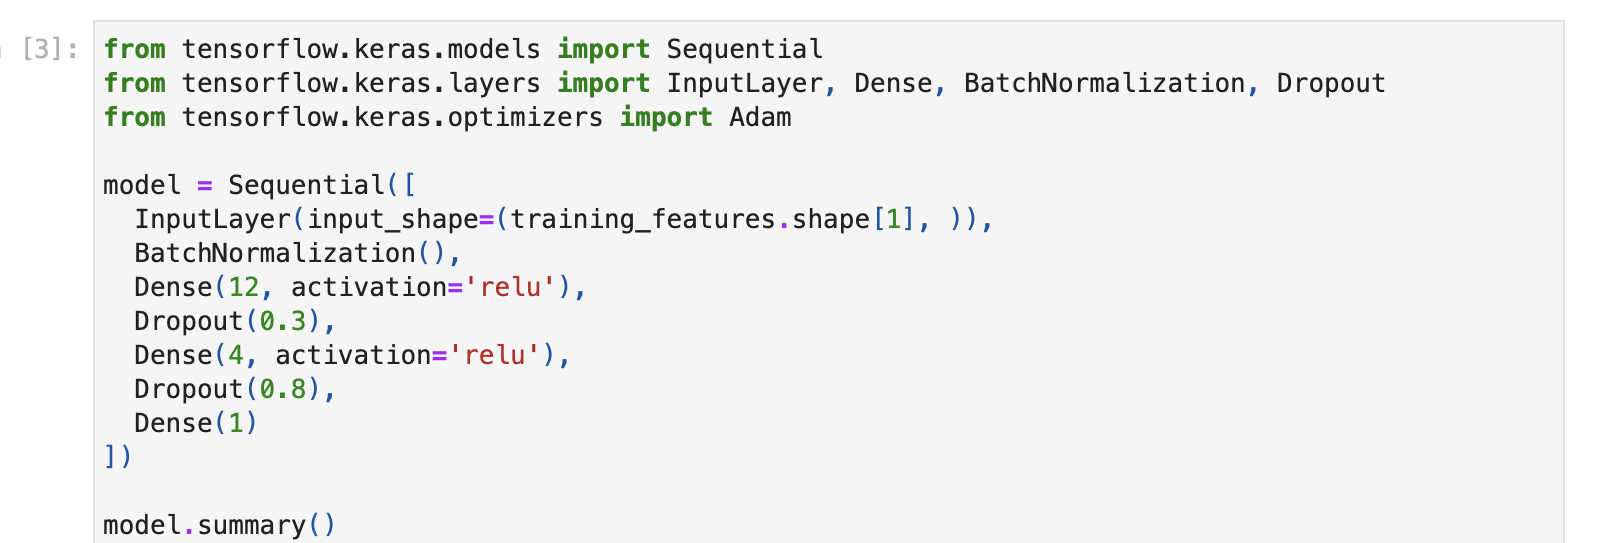 [3]:
from tensorflow.keras.models import Sequential
from tensorflow.keras.layers import InputLayer, Dense, BatchNormalization, Dropout
from tensorflow.keras.optimizers import Adam
model = Sequential([
  InputLayer(input_shape=(training_features.shape[1], )),
  BatchNormalization(),
  Dense(12, activation='relu'),
  Dropout(0.3),
  Dense(4, activation='relu'),
  Dropout(0.8),
  Dense(1)
])
model.summary()